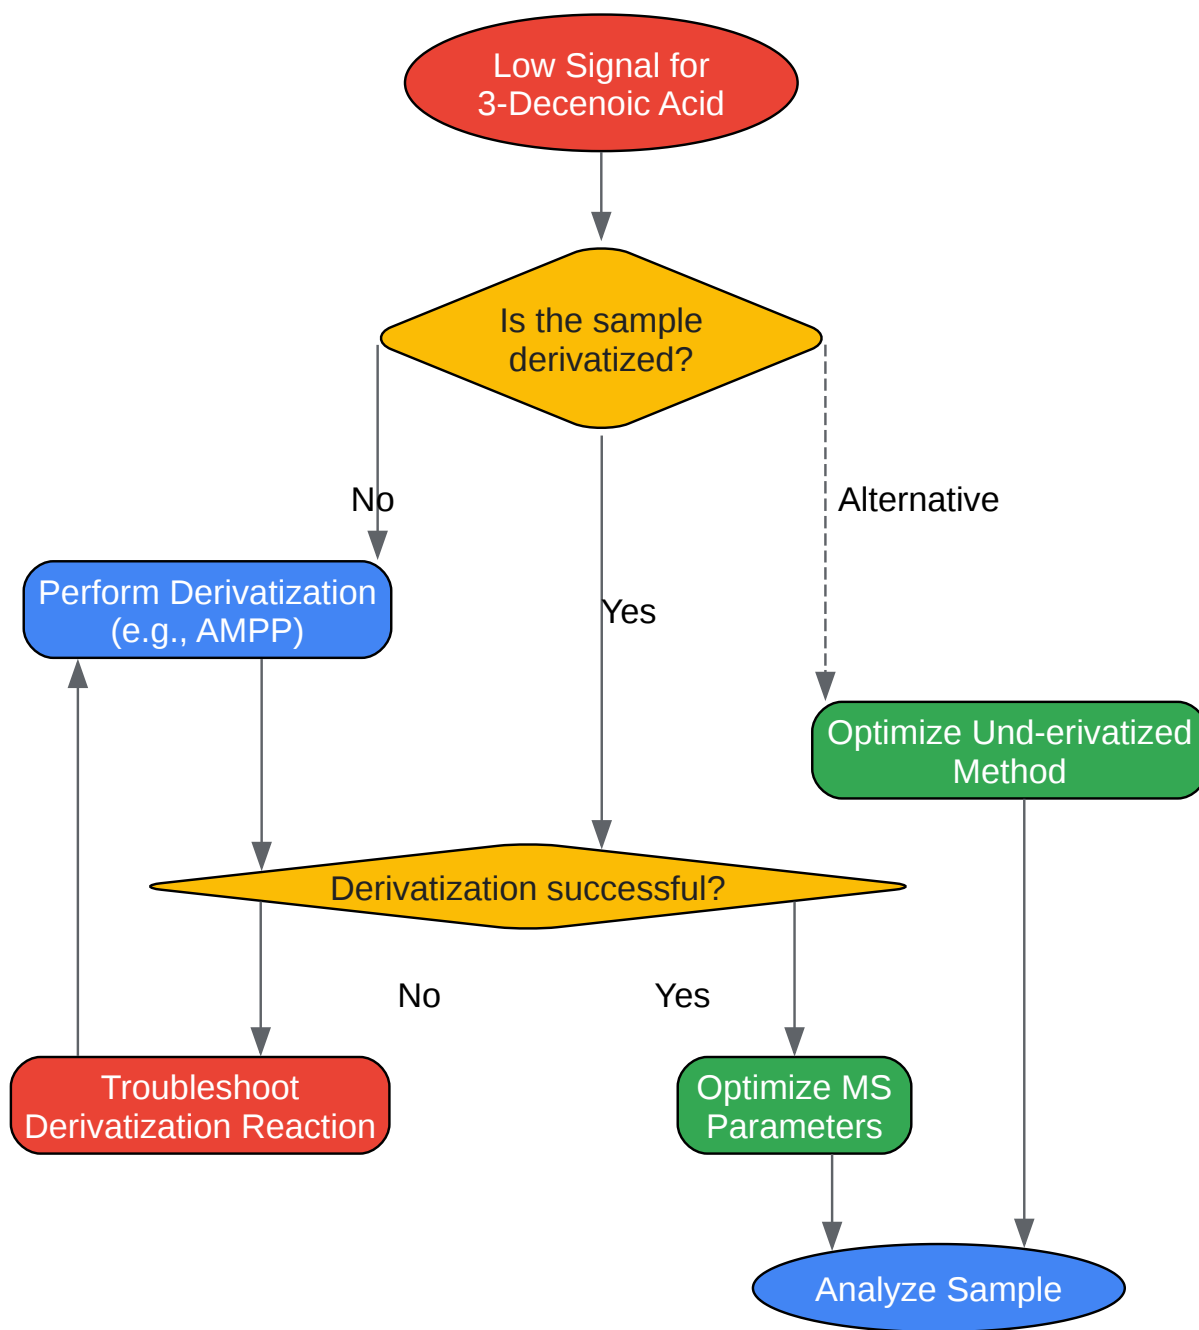 Low Signal for
3-Decenoic Acid
Is the sample
derivatized?
No
Alternative
Perform Derivatization
(e.g., AMPP)
Yes
Optimize Und-erivatized
Method
Derivatization successful?
No
Yes
Troubleshoot
Derivatization Reaction
Optimize MS
Parameters
Analyze Sample